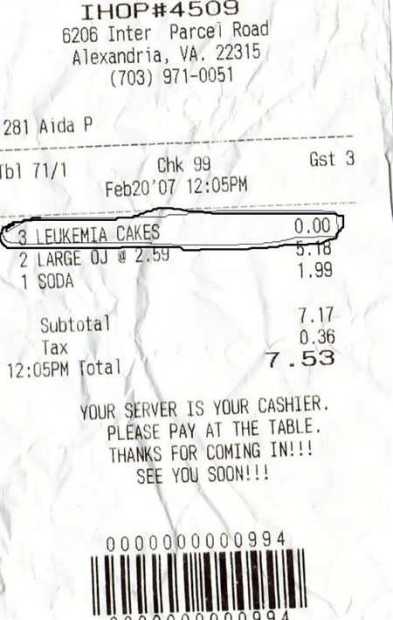 IHOP#4509
6206 Inter Parcel Road
Alexandria, VA. 22315
(703) 971-0051
281 Aida P
Tbl 71/1 Chk 99 Gst 3
Feb20'07 12:05PM
3 LEUKEMIA CAKES 0.00
2 LARGE OJ @ 2.59 5.18
1 SODA 1.99
Subtotal 7.17
Tax 0.36
12:05PM Total 7.53
YOUR SERVER IS YOUR CASHIER.
PLEASE PAY AT THE TABLE.
THANKS FOR COMING IN!!!
SEE YOU SOON!!!
0000000000994
0000000000994